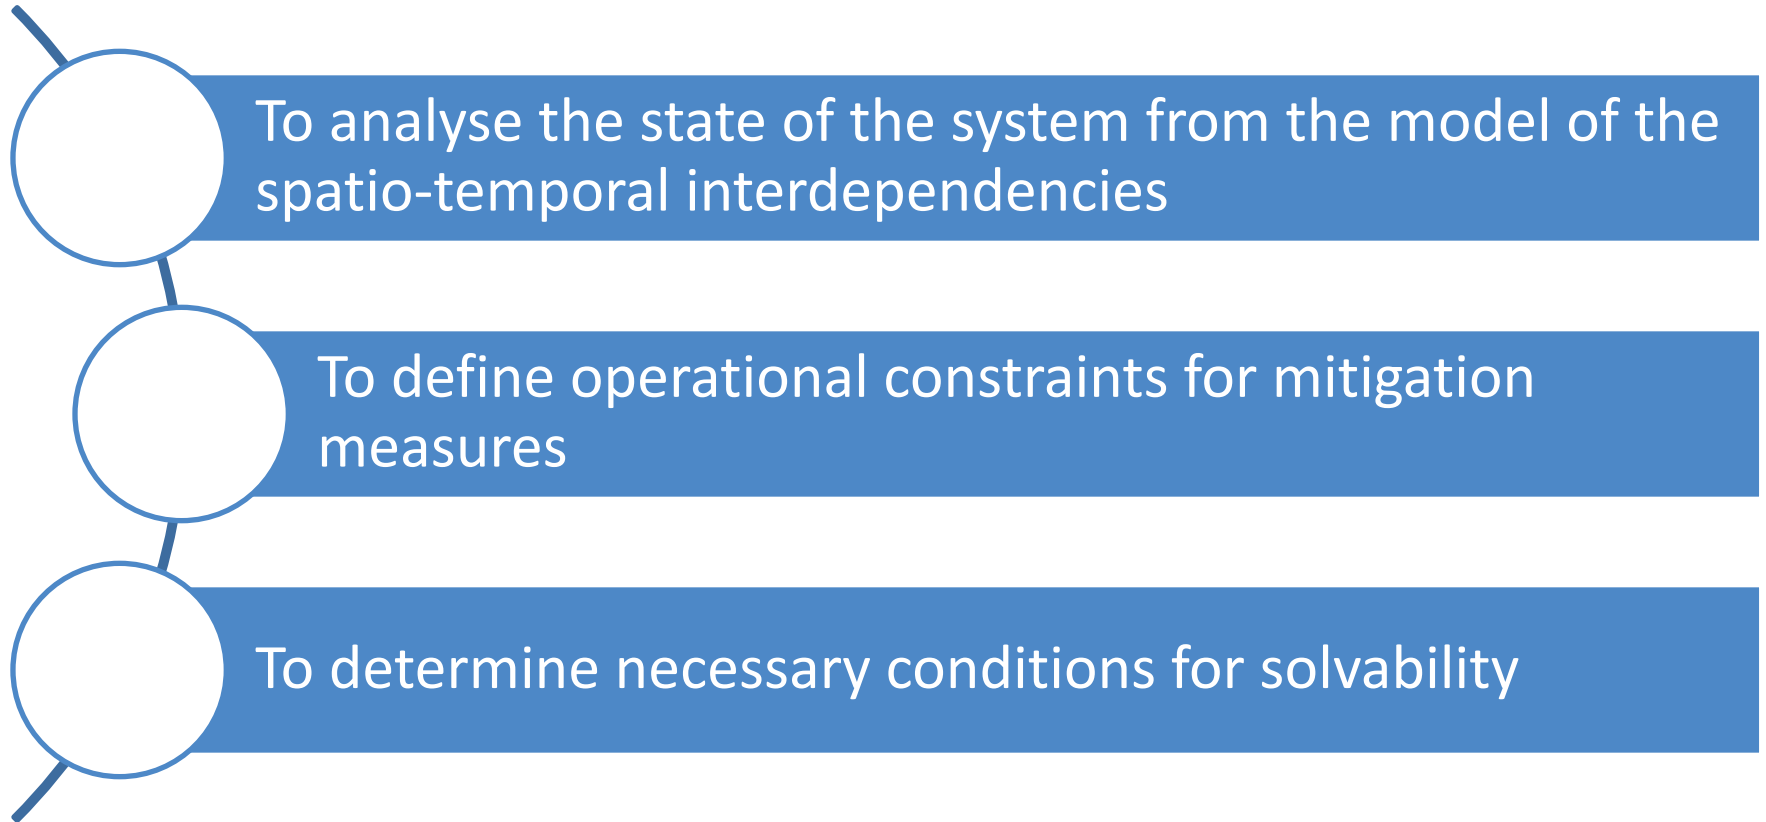 To analyse the state of the system from the model of the
spatio-temporal interdependencies
To define operational constraints for mitigation
measures
To determine necessary conditions for solvability